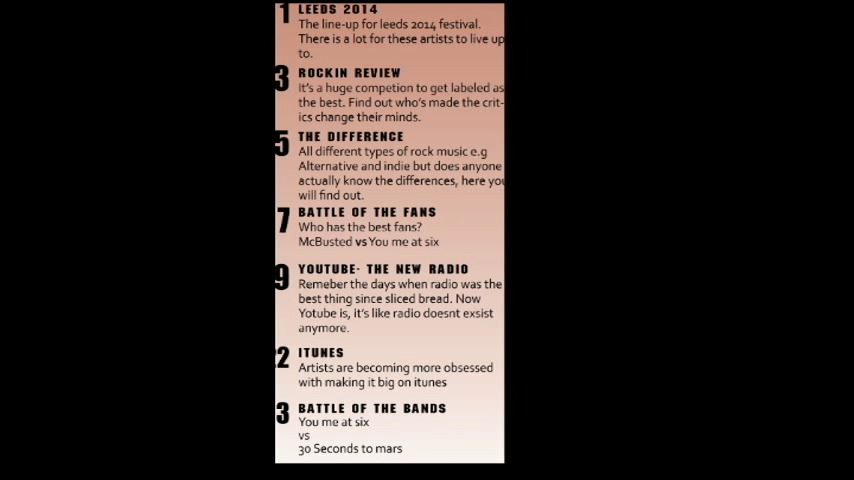 1 LEEDS 2014
The line-up for leeds 2014 festival.
There is a lot for these artists to live up
to.
3 ROCKIN REVIEW
It's a huge competion to get labeled as
the best. Find out who's made the crit-
ics change their minds.
5 THE DIFFERENCE
All different types of rock music e.g
Alternative and indie but does anyone
actually know the differences, here you
will find out.
7 BATTLE OF THE FANS
Who has the best fans?
McBusted vs You me at six
9 YOUTUBE- THE NEW RADIO
Remeber the days when radio was the
best thing since sliced bread. Now
Yotube is, it's like radio doesnt exsist
anymore.
22 ITUNES
Artists are becoming more obsessed
with making it big on itunes
3 BATTLE OF THE BANDS
You me at six
vs
30 Seconds to mars